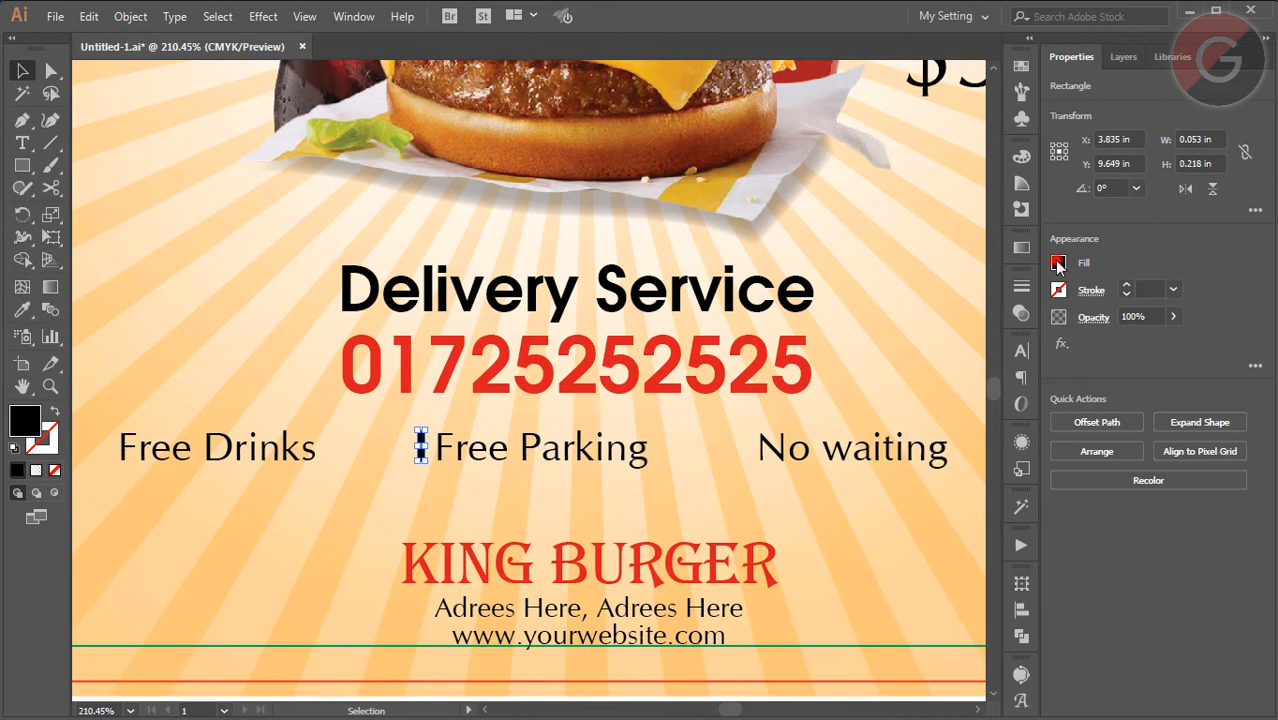 Ai File Edit Object Type Select Effect View Window Help Br St My Setting Search Adobe Stock
Untitled-1.ai* @ 210.45% (CMYK/Preview)
Properties Layers Libraries
Rectangle
Transform
X: 3.835 in W: 0.053 in
Y: 9.649 in H: 0.218 in
0°
Appearance
Fill
Stroke
Opacity 100%
fx.
Quick Actions
Offset Path Expand Shape
Arrange Align to Pixel Grid
Recolor
Delivery Service
01725252525
Free Drinks Free Parking No waiting
KING BURGER
Adrees Here, Adrees Here
www.yourwebsite.com
210.45% 1 Selection